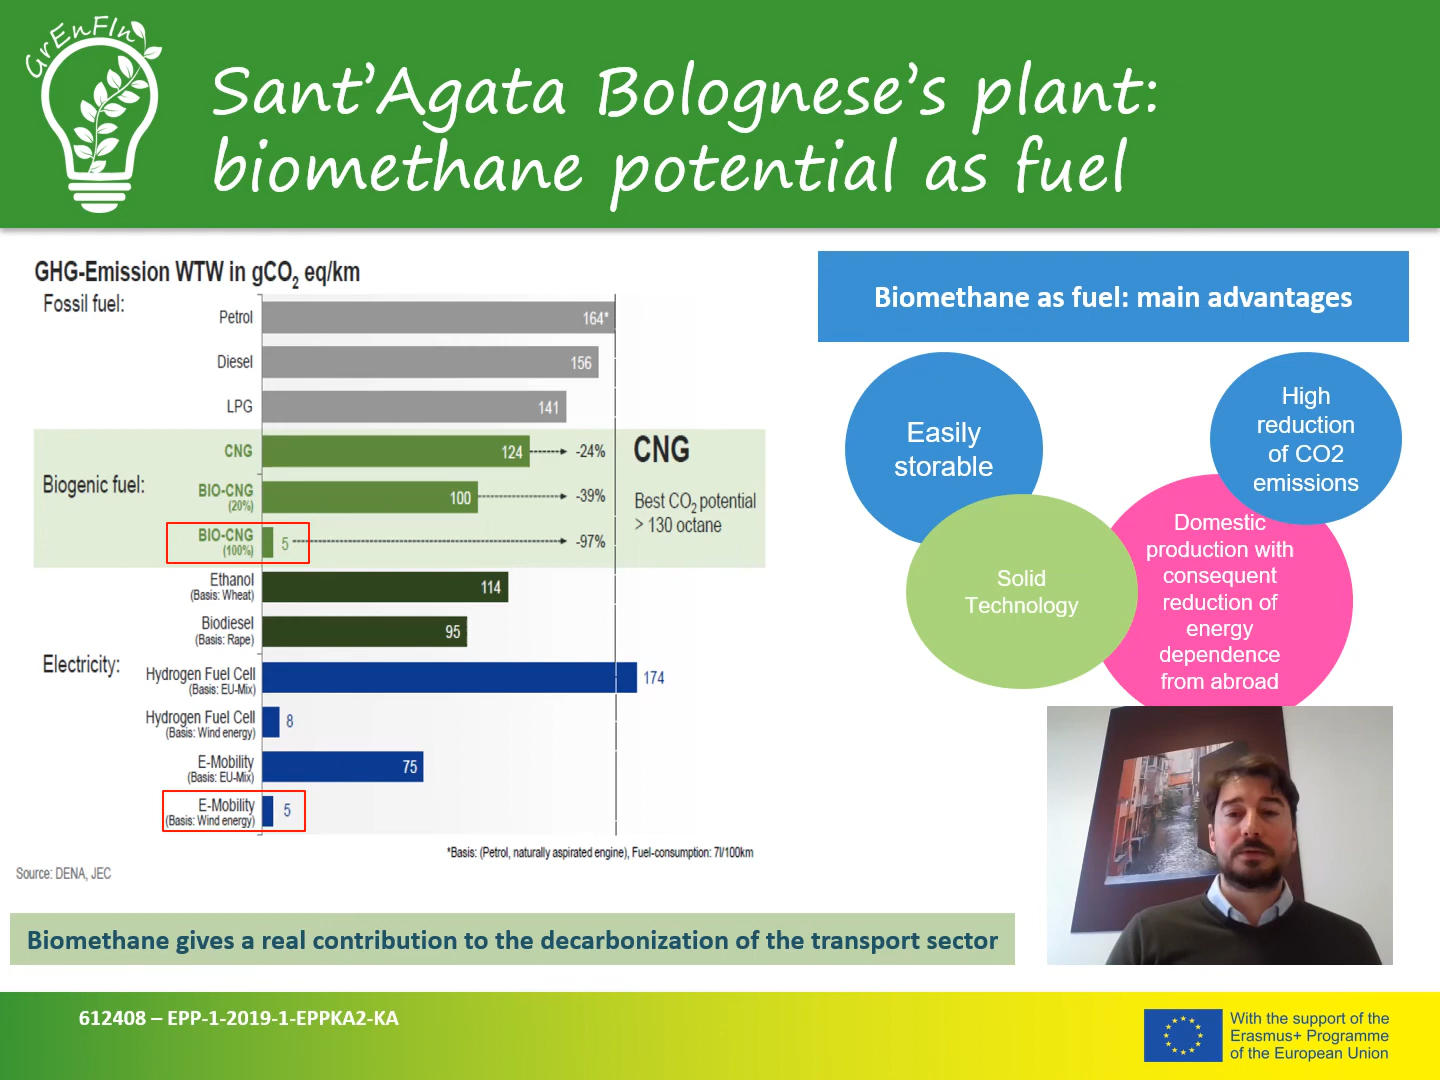 GrEnFIn
Sant'Agata Bolognese's plant:
biomethane potential as fuel
GHG-Emission WTW in gCO2 eq/km
Fossil fuel:
Petrol
164*
Diesel
156
LPG
141
CNG
124
-24%
Biogenic fuel:
BIO-CNG
(20%)
100
-39%
BIO-CNG
(100%)
5
-97%
CNG
Best CO2 potential
> 130 octane
Ethanol
(Basis: Wheat)
114
Biodiesel
(Basis: Rape)
95
Electricity:
Hydrogen Fuel Cell
(Basis: EU-Mix)
174
Hydrogen Fuel Cell
(Basis: Wind energy)
8
E-Mobility
(Basis: EU-Mix)
75
E-Mobility
(Basis: Wind energy)
5
*Basis: (Petrol, naturally aspirated engine), Fuel-consumption: 7l/100km
Source: DENA, JEC
Biomethane as fuel: main advantages
Easily
storable
High
reduction
of CO2
emissions
Solid
Technology
Domestic
production with
consequent
reduction of
energy
dependence
from abroad
Biomethane gives a real contribution to the decarbonization of the transport sector
612408 – EPP-1-2019-1-EPPKA2-KA
With the support of the
Erasmus+ Programme
of the European Union